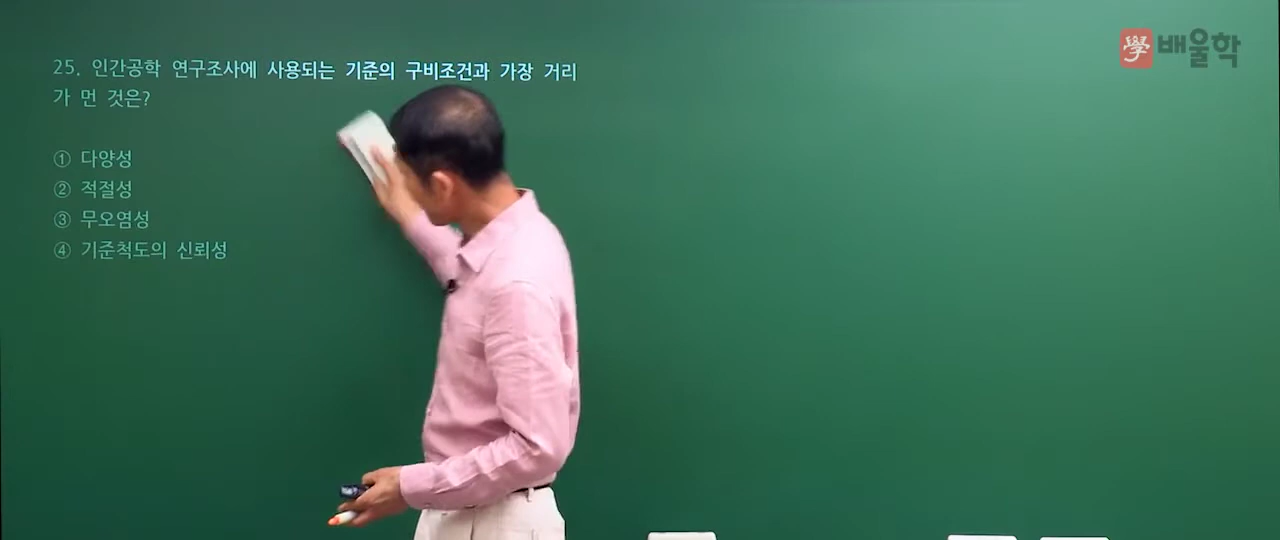 學 배울학
25. 인간공학 연구조사에 사용되는 기준의 구비조건과 가장 거리
가 먼 것은?
① 다양성
② 적절성
③ 무오염성
④ 기준척도의 신뢰성